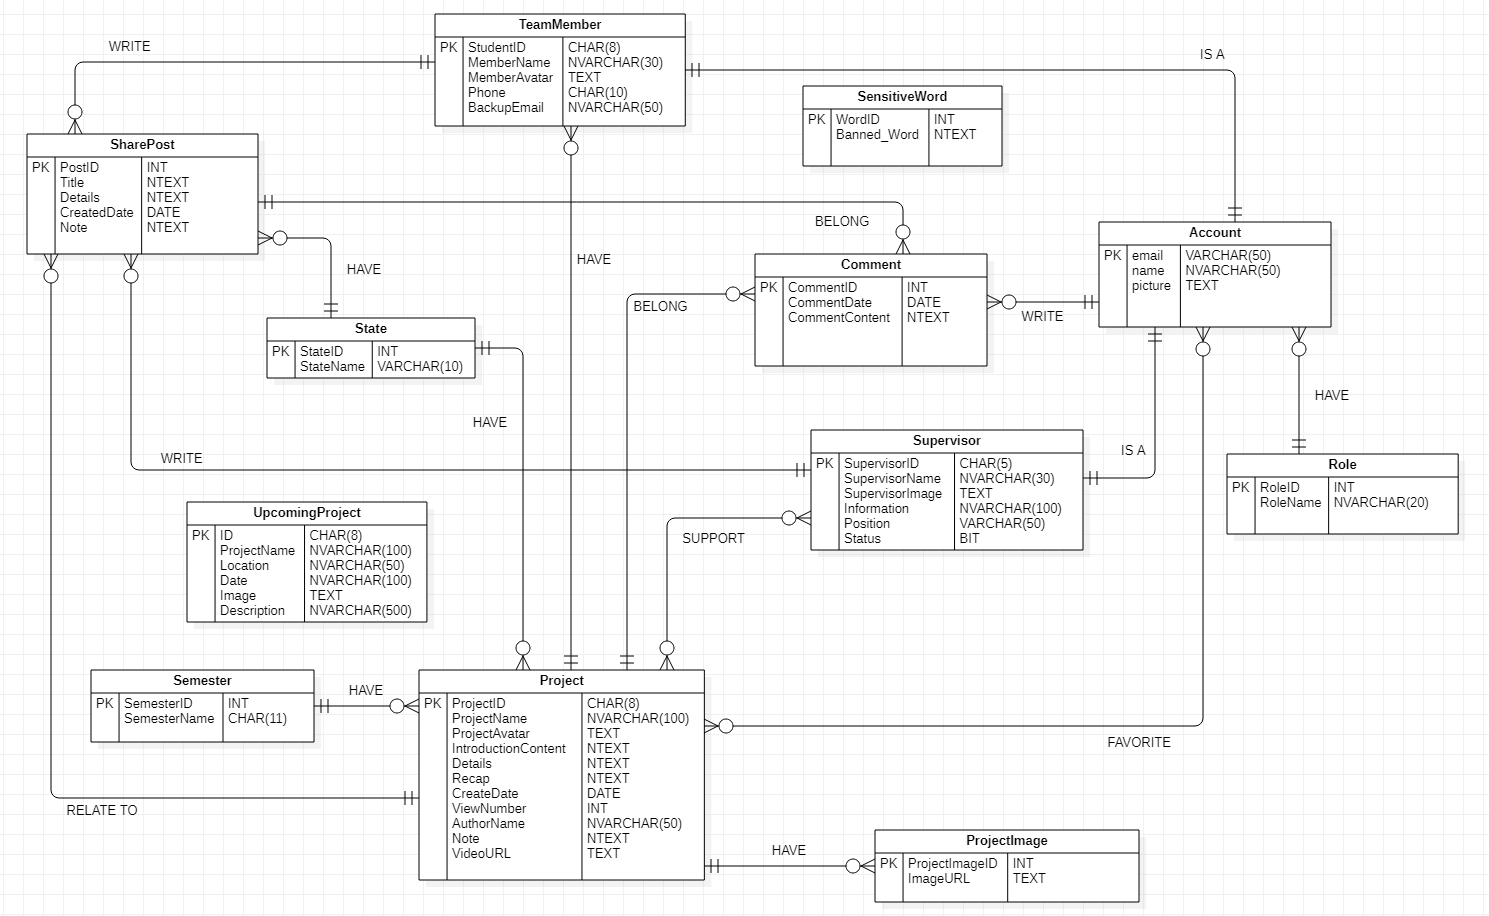 TeamMember
PK StudentID CHAR(8)
MemberName NVARCHAR(30)
MemberAvatar TEXT
Phone CHAR(10)
BackupEmail NVARCHAR(50)
WRITE
IS A
SensitiveWord
PK WordID INT
Banned_Word NTEXT
SharePost
PK PostID INT
Title NTEXT
Details NTEXT
CreatedDate DATE
Note NTEXT
BELONG
HAVE
HAVE
Account
PK email VARCHAR(50)
name NVARCHAR(50)
picture TEXT
Comment
PK CommentID INT
CommentDate DATE
CommentContent NTEXT
BELONG
WRITE
State
PK StateID INT
StateName VARCHAR(10)
HAVE
HAVE
WRITE
IS A
Supervisor
PK SupervisorID CHAR(5)
SupervisorName NVARCHAR(30)
SupervisorImage TEXT
Information NVARCHAR(100)
Position VARCHAR(50)
Status BIT
Role
PK RoleID INT
RoleName NVARCHAR(20)
UpcomingProject
PK ID CHAR(8)
ProjectName NVARCHAR(100)
Location NVARCHAR(50)
Date NVARCHAR(100)
Image TEXT
Description NVARCHAR(500)
SUPPORT
Semester
PK SemesterID INT
SemesterName CHAR(11)
HAVE
Project
PK ProjectID CHAR(8)
ProjectName NVARCHAR(100)
ProjectAvatar TEXT
IntroductionContent NTEXT
Details NTEXT
Recap NTEXT
CreateDate DATE
ViewNumber INT
AuthorName NVARCHAR(50)
Note NTEXT
VideoURL TEXT
FAVORITE
RELATE TO
HAVE
ProjectImage
PK ProjectImageID INT
ImageURL TEXT